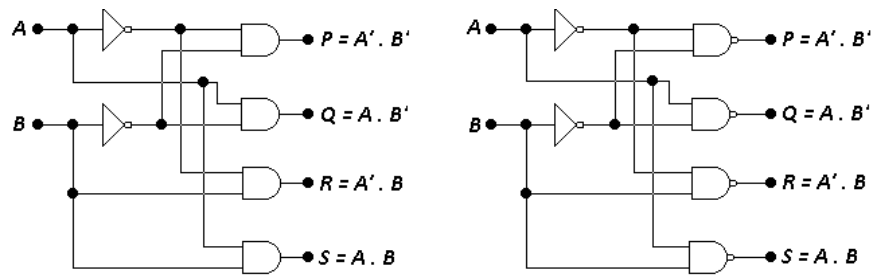 A
P = A' . B'
Q = A . B'
B
R = A' . B
S = A . B
A
P = A' . B'
Q = A . B'
B
R = A' . B
S = A . B